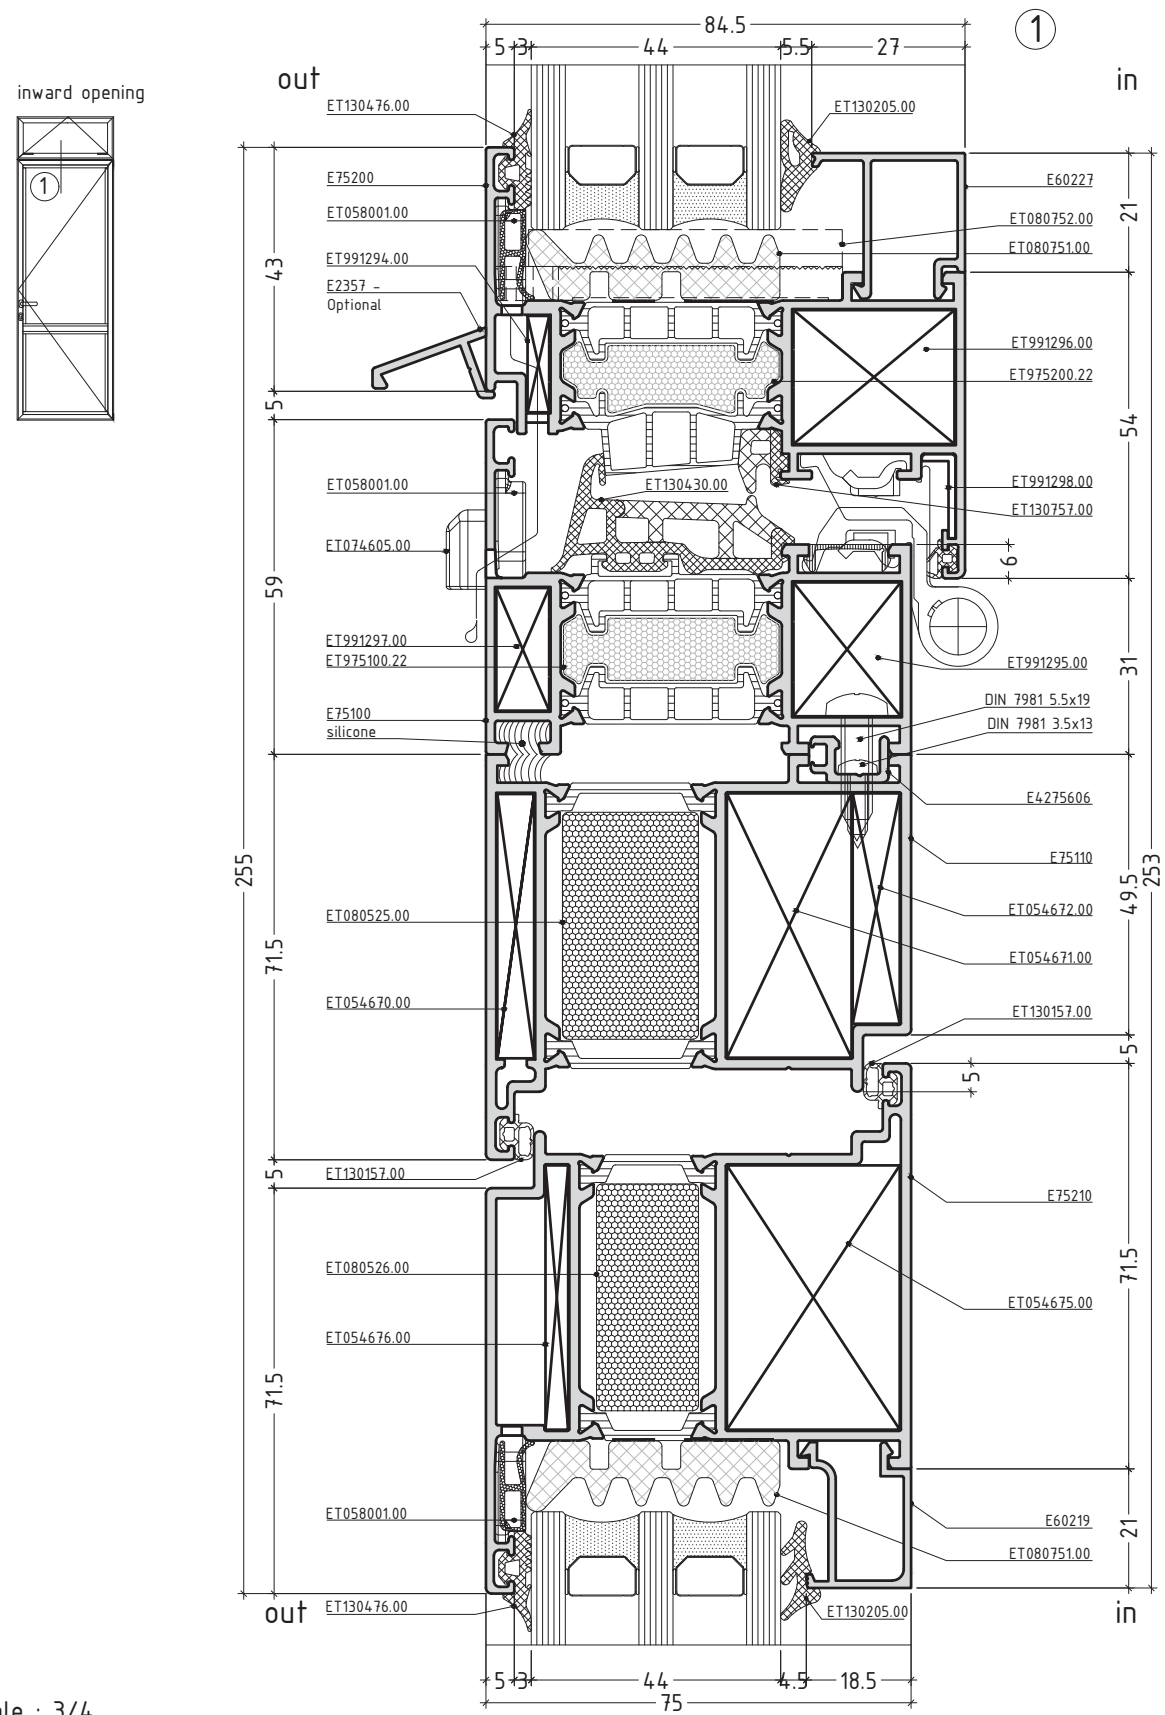 84.5
5
3
44
5.5
27
1
out
in
inward opening
1
ET130476.00
ET130205.00
E75200
E60227
ET058001.00
ET080752.00
21
ET080751.00
ET991294.00
43
E2357 -
Optional
ET991296.00
ET975200.22
5
54
ET058001.00
ET130430.00
ET991298.00
ET130757.00
ET074605.00
6
59
ET991297.00
ET975100.22
ET991295.00
31
DIN 7981 5.5x19
E75100
silicone
DIN 7981 3.5x13
E4275606
255
E75110
253
ET080525.00
ET054672.00
49.5
71.5
ET054671.00
ET054670.00
ET130157.00
5
5
5
ET130157.00
E75210
ET080526.00
71.5
ET054675.00
ET054676.00
71.5
ET058001.00
E60219
21
ET080751.00
out
ET130476.00
ET130205.00
in
5
3
44
4.5
18.5
75
: 3/4